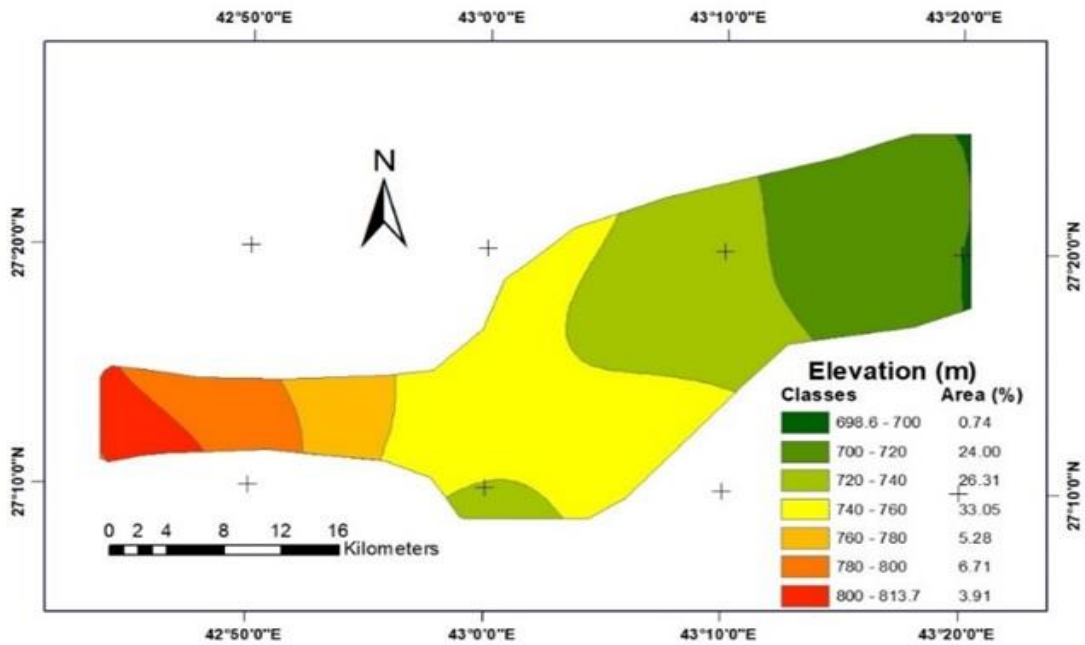 42°50'0"E 43°0'0"E 43°10'0"E 43°20'0"E
N
27°20'0"N 27°20'0"N
Elevation (m)
Classes Area (%)
698.6 - 700 0.74
700 - 720 24.00
720 - 740 26.31
740 - 760 33.05
760 - 780 5.28
780 - 800 6.71
800 - 813.7 3.91
27°10'0"N 27°10'0"N
0 2 4 8 12 16
Kilometers
42°50'0"E 43°0'0"E 43°10'0"E 43°20'0"E